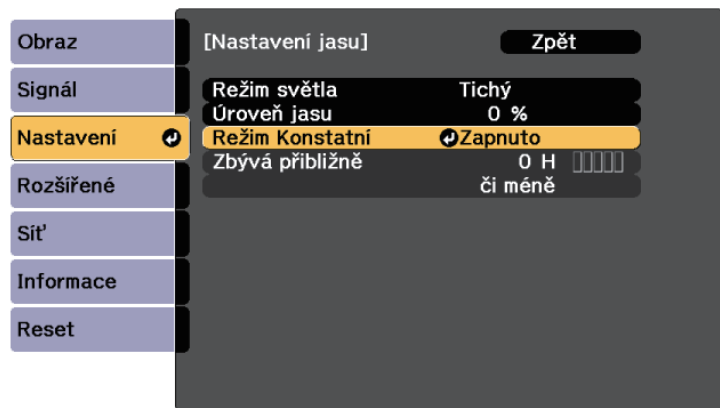 Obraz
Signál
Nastavení
Rozšířené
Síť
Informace
Reset
[Nastavení jasu] Zpět
Režim světla Tichý
Úroveň jasu 0 %
Režim Konstatní Zapnuto
Zbývá přibližně 0 H
či méně